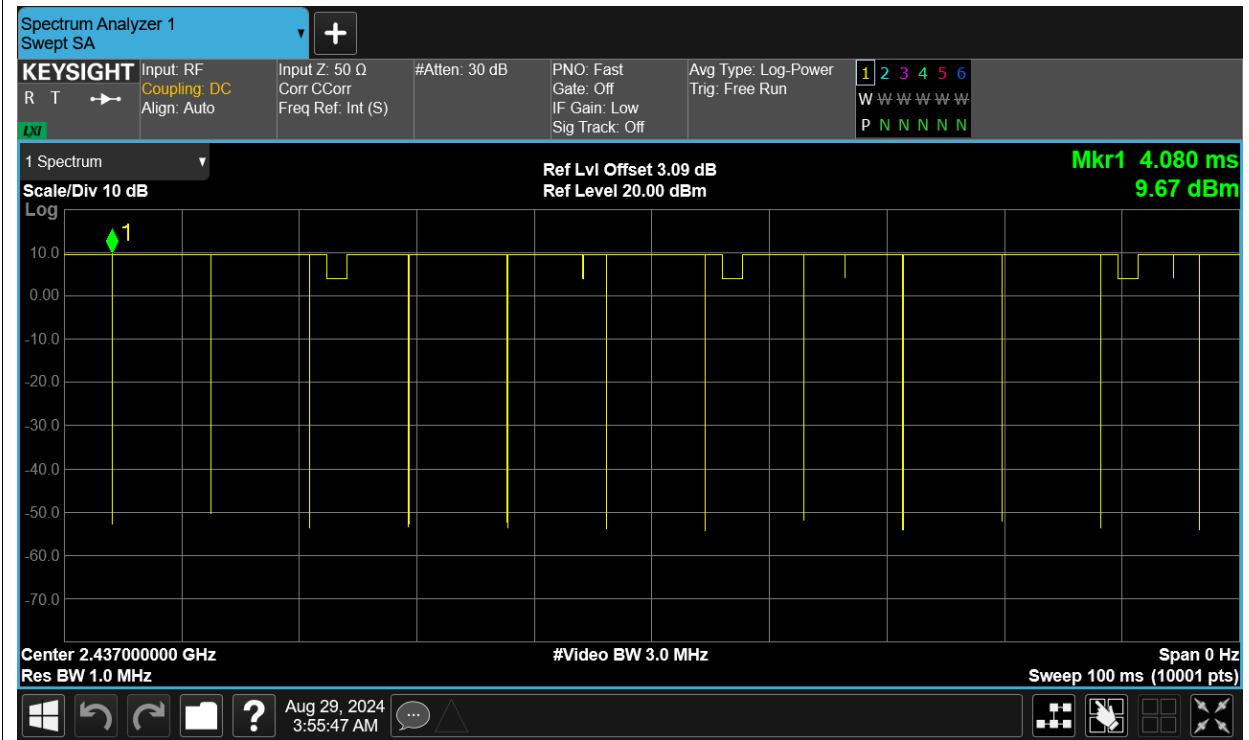 Spectrum Analyzer 1
Swept SA
+
KEYSIGHT
R T
LXI
Input: RF
Coupling: DC
Align: Auto
Input Z: 50 Ω
Corr CCorr
Freq Ref: Int (S)
#Atten: 30 dB
PNO: Fast
Gate: Off
IF Gain: Low
Sig Track: Off
Avg Type: Log-Power
Trig: Free Run
1 2 3 4 5 6
W W W W W W
P N N N N N
1 Spectrum
Scale/Div 10 dB
Ref Lvl Offset 3.09 dB
Ref Level 20.00 dBm
Mkr1 4.080 ms
9.67 dBm
Log
1
10.0
0.00
-10.0
-20.0
-30.0
-40.0
-50.0
-60.0
-70.0
Center 2.437000000 GHz
#Video BW 3.0 MHz
Span 0 Hz
Res BW 1.0 MHz
Sweep 100 ms (10001 pts)
?
Aug 29, 2024
3:55:47 AM